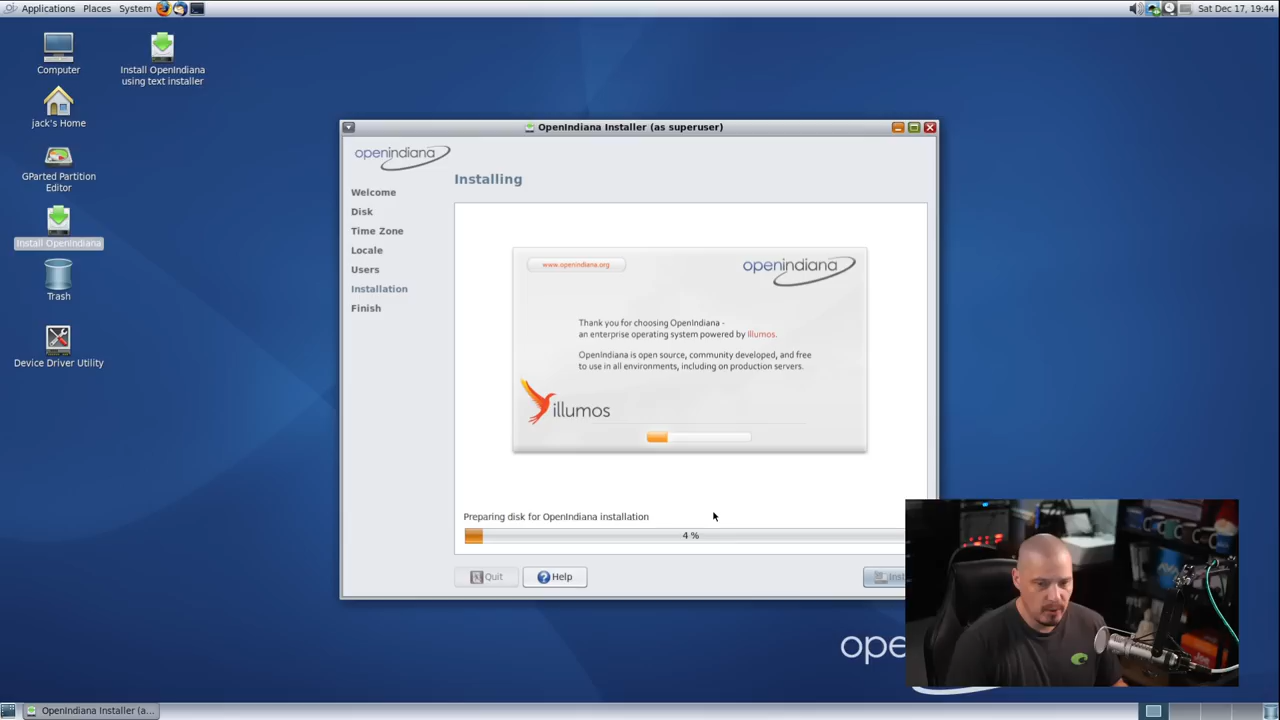 Applications Places System
Sat Dec 17, 19:44
Computer
Install OpenIndiana
using text installer
jack's Home
GParted Partition
Editor
Install OpenIndiana
Trash
Device Driver Utility
OpenIndiana Installer (as superuser)
openindiana
Welcome
Disk
Time Zone
Locale
Users
Installation
Finish
Installing
www.openindiana.org
openindiana
Thank you for choosing OpenIndiana -
an enterprise operating system powered by Illumos.
OpenIndiana is open source, community developed, and free
to use in all environments, including on production servers.
illumos
Preparing disk for OpenIndiana installation
4 %
Quit
Help
Inst
ope
OpenIndiana Installer (a...